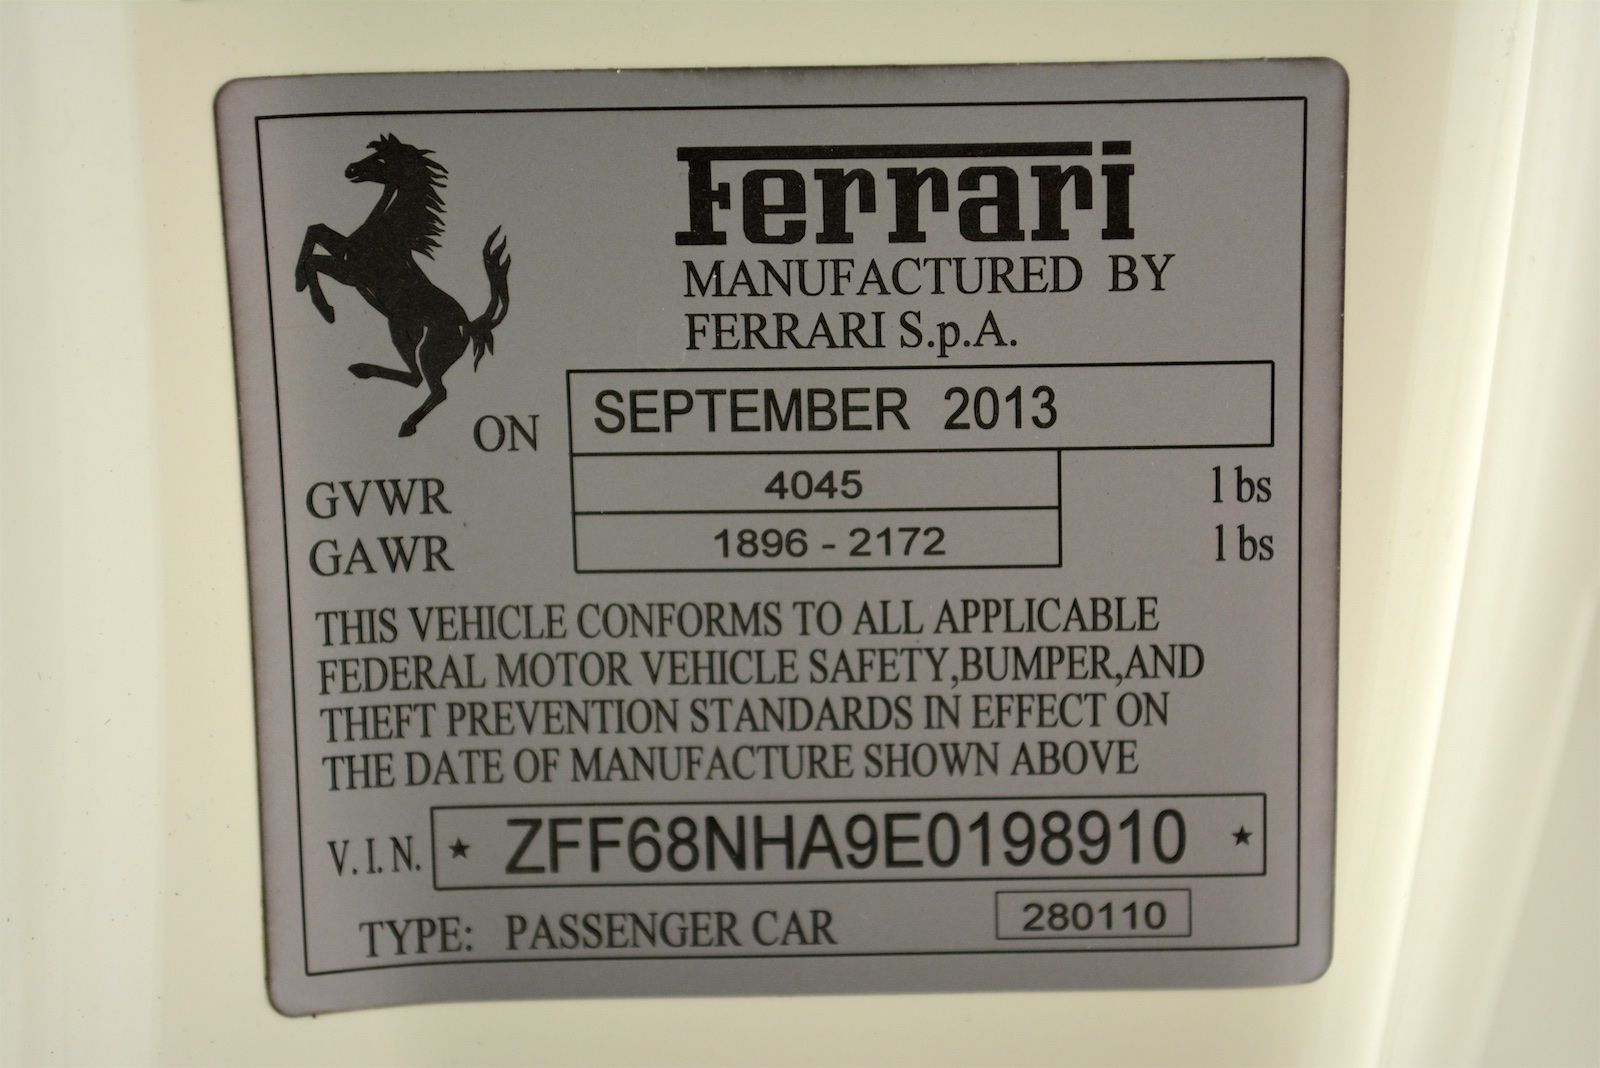 Ferrari
MANUFACTURED BY
FERRARI S.p.A.
ON SEPTEMBER 2013
GVWR 4045 lbs
GAWR 1896 - 2172 lbs
THIS VEHICLE CONFORMS TO ALL APPLICABLE
FEDERAL MOTOR VEHICLE SAFETY,BUMPER,AND
THEFT PREVENTION STANDARDS IN EFFECT ON
THE DATE OF MANUFACTURE SHOWN ABOVE
V.I.N. ★ ZFF68NHA9E0198910 ★
TYPE: PASSENGER CAR 280110